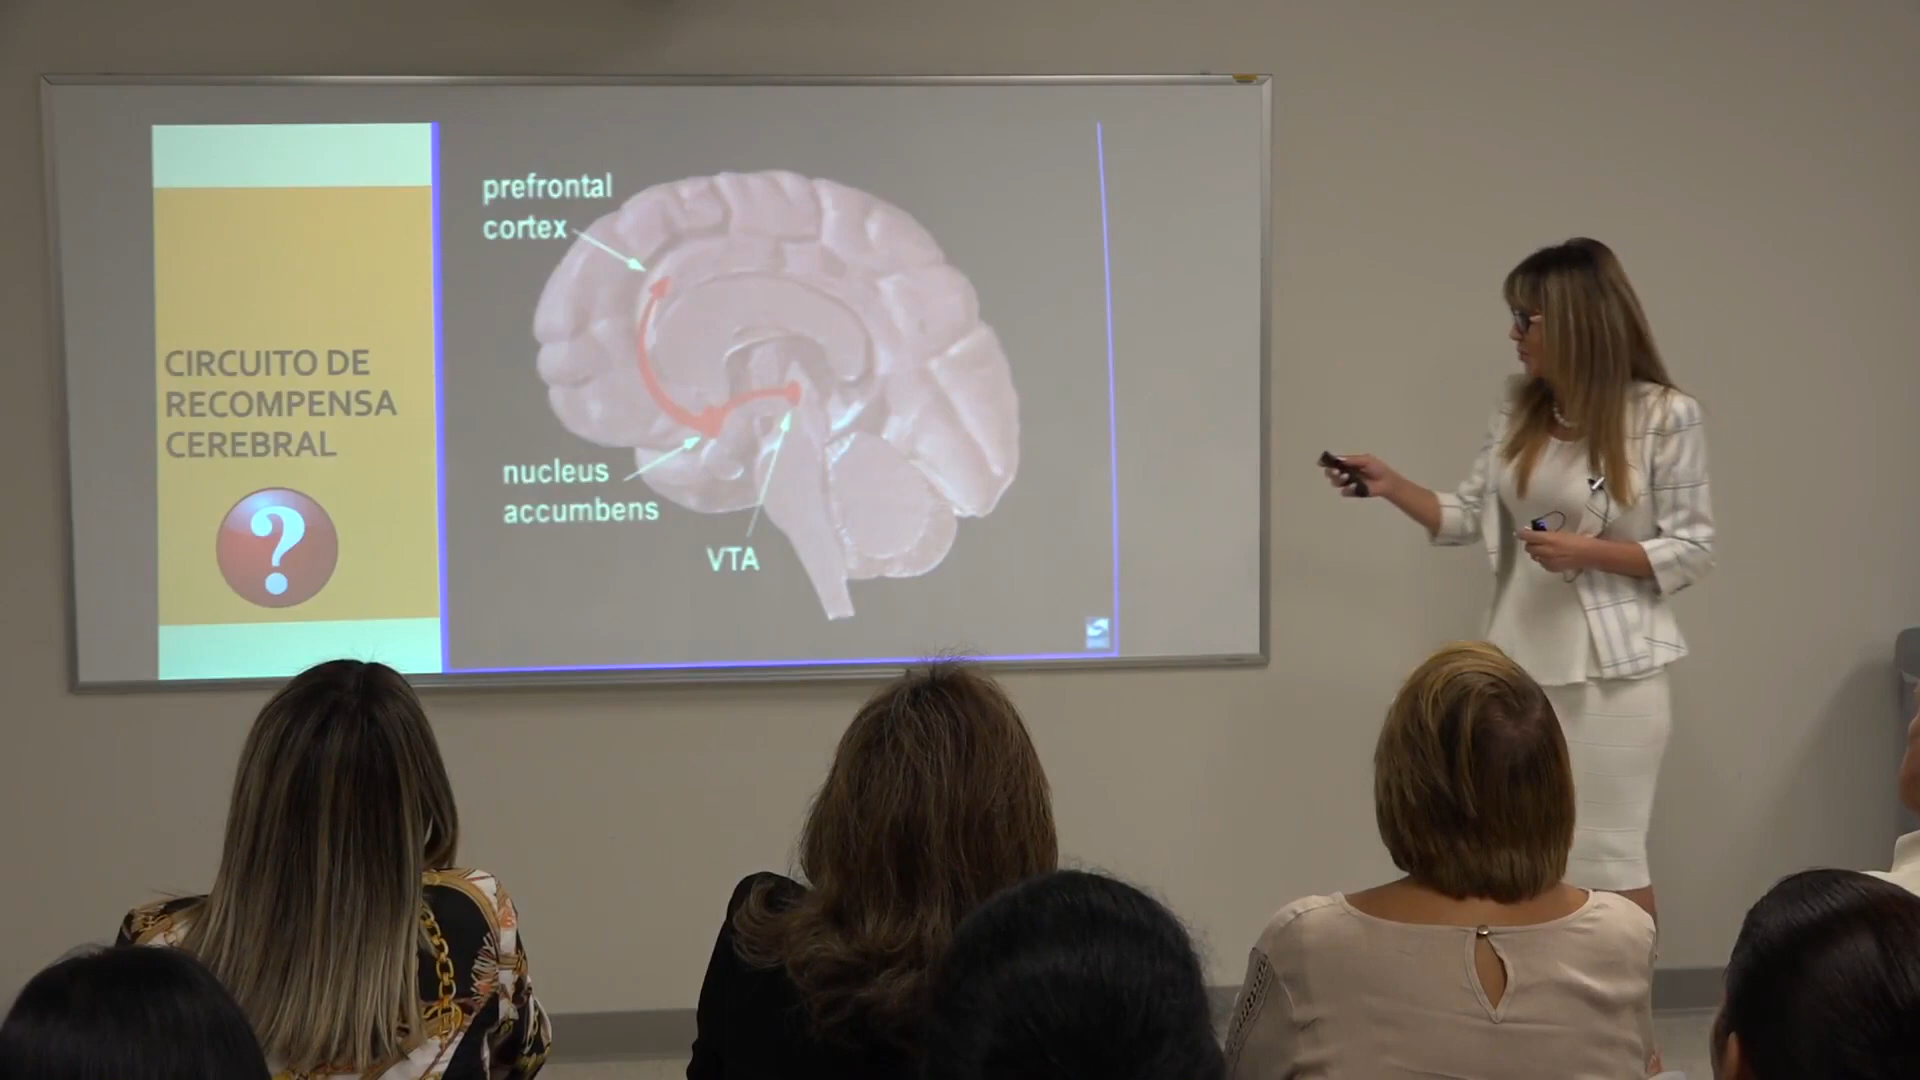 CIRCUITO DE
RECOMPENSA
CEREBRAL
?
prefrontal
cortex
nucleus
accumbens
VTA